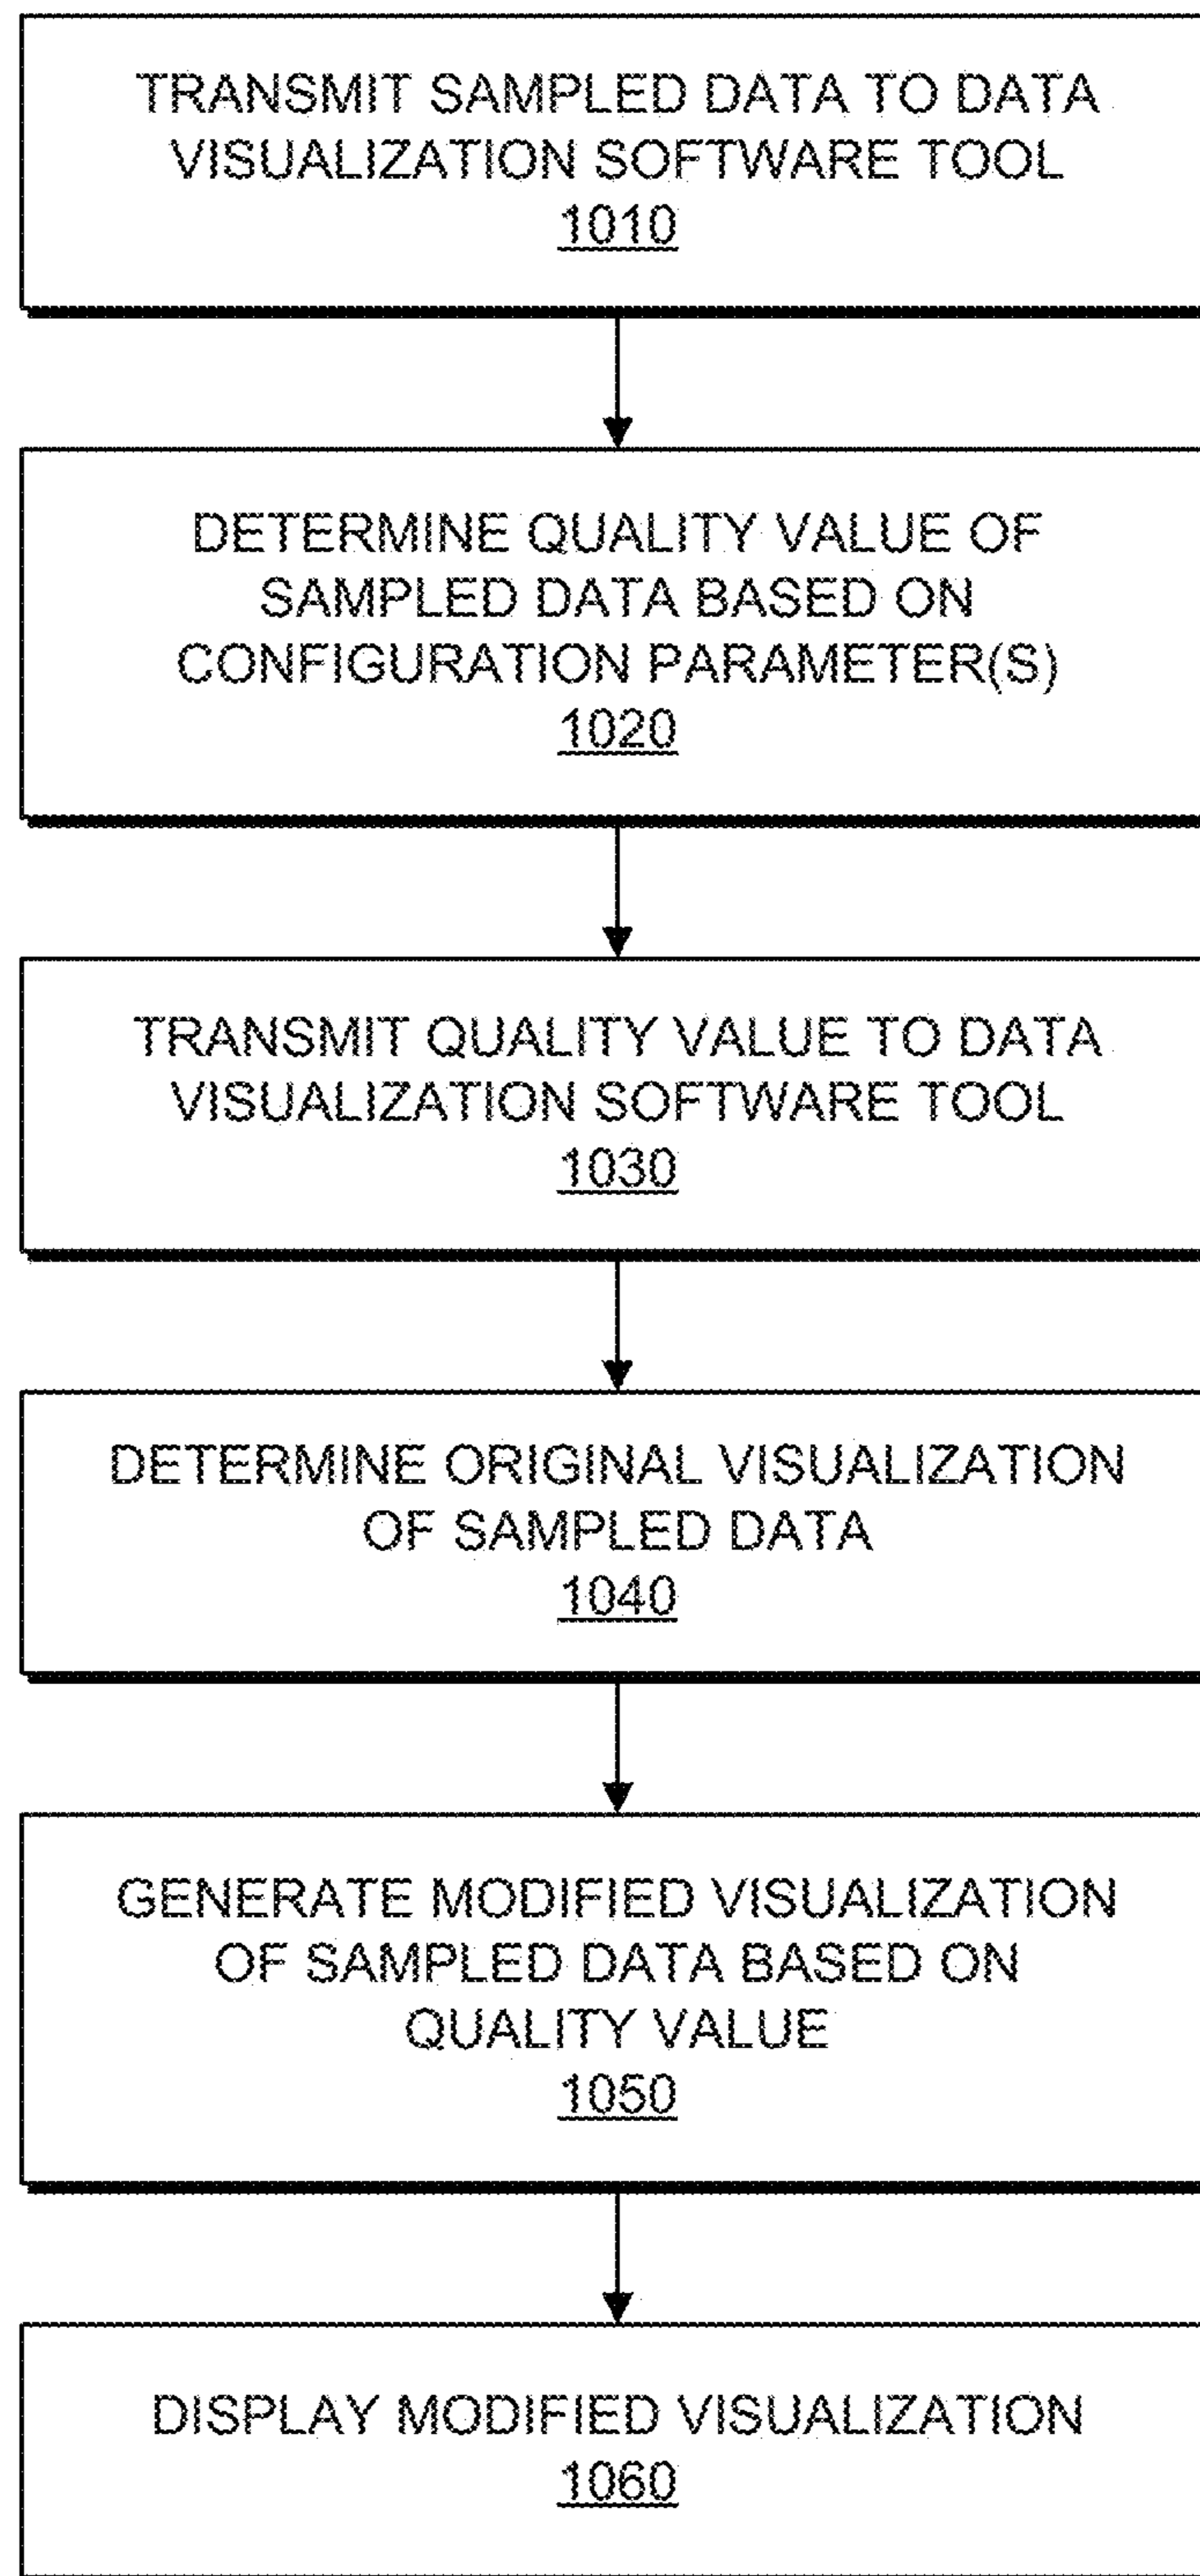 TRANSMIT SAMPLED DATA TO DATA
VISUALIZATION SOFTWARE TOOL
1010
DETERMINE QUALITY VALUE OF
SAMPLED DATA BASED ON
CONFIGURATION PARAMETER(S)
1020
TRANSMIT QUALITY VALUE TO DATA
VISUALIZATION SOFTWARE TOOL
1030
DETERMINE ORIGINAL VISUALIZATION
OF SAMPLED DATA
1040
GENERATE MODIFIED VISUALIZATION
OF SAMPLED DATA BASED ON
QUALITY VALUE
1050
DISPLAY MODIFIED VISUALIZATION
1060